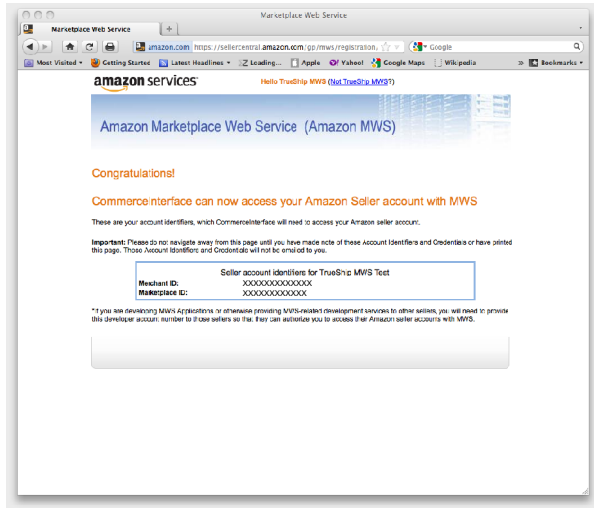 Marketplace Web Service
Marketplace Web Service
amazon.com https://sellercentral.amazon.com/gp/mws/registration, Google
Most Visited Getting Started Latest Headlines Loading... Apple Yahoo! Google Maps Wikipedia » Bookmarks
amazon services Hello TrueShip MWS (Not TrueShip MWS?)
Amazon Marketplace Web Service (Amazon MWS)
Congratulations!
CommerceInterface can now access your Amazon Seller account with MWS
These are your account identifiers, which CommerceInterface will need to access your Amazon seller account.
Important: Please do not navigate away from this page until you have made note of these Account Identifiers and Credentials or have printed
this page. These Account Identifiers and Credentials will not be emailed to you.
Seller account identifiers for TrueShip MWS Test
Merchant ID: XXXXXXXXXXXXX
Marketplace ID: XXXXXXXXXXXX
*If you are developing MWS Applications or otherwise providing MWS-related development services to other sellers, you will need to provide
this developer account number to those sellers so that they can authorize you to access their Amazon seller accounts with MWS.